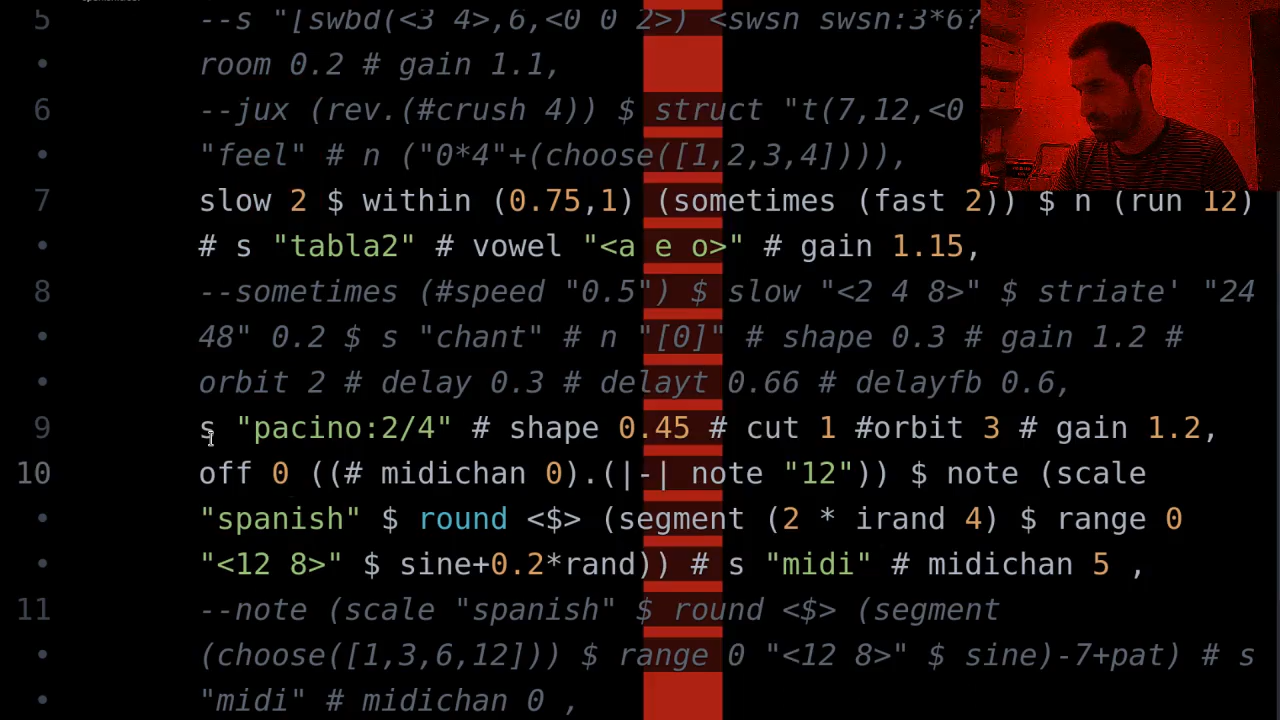 5 --s "[swbd(<3 4>,6,<0 0 2>) <swsn swsn:3*6?
• room 0.2 # gain 1.1,
6 --jux (rev.(#crush 4)) $ struct "t(7,12,<0
• "feel" # n ("0*4"+(choose([1,2,3,4]))),
7 slow 2 $ within (0.75,1) (sometimes (fast 2)) $ n (run 12)
• # s "tabla2" # vowel "<a e o>" # gain 1.15,
8 --sometimes (#speed "0.5") $ slow "<2 4 8>" $ striate' "24
• 48" 0.2 $ s "chant" # n "[0]" # shape 0.3 # gain 1.2 #
• orbit 2 # delay 0.3 # delayt 0.66 # delayfb 0.6,
9 s "pacino:2/4" # shape 0.45 # cut 1 #orbit 3 # gain 1.2,
10 off 0 ((# midichan 0).(|-| note "12")) $ note (scale
• "spanish" $ round <$> (segment (2 * irand 4) $ range 0
• "<12 8>" $ sine+0.2*rand)) # s "midi" # midichan 5 ,
11 --note (scale "spanish" $ round <$> (segment
• (choose([1,3,6,12])) $ range 0 "<12 8>" $ sine)-7+pat) # s
• "midi" # midichan 0 ,